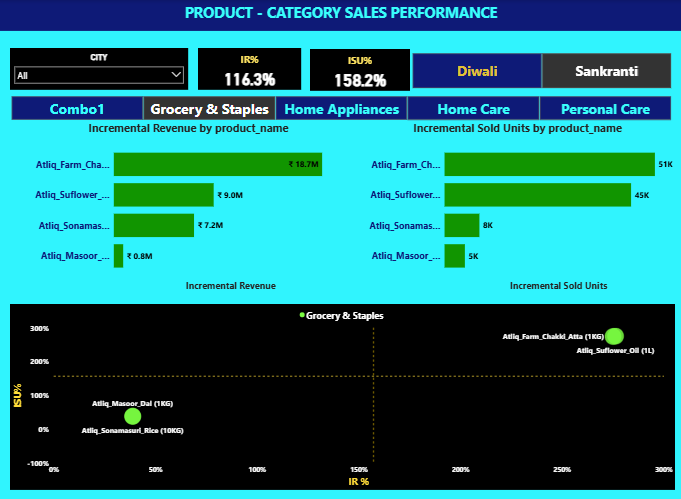 PRODUCT - CATEGORY SALES PERFORMANCE
CITY
All
IR%
116.3%
ISU%
158.2%
Diwali
Sankranti
Combo1
Grocery & Staples
Home Appliances
Home Care
Personal Care
Incremental Revenue by product_name
Atliq_Farm_Cha...
₹ 18.7M
Atliq_Suflower_...
₹ 9.0M
Atliq_Sonamas...
₹ 7.2M
Atliq_Masoor_...
₹ 0.8M
Incremental Revenue
Incremental Sold Units by product_name
Atliq_Farm_Ch...
51K
Atliq_Suflower...
45K
Atliq_Sonamas...
8K
Atliq_Masoor_...
5K
Incremental Sold Units
Grocery & Staples
ISU%
300%
200%
100%
0%
-100%
Atliq_Farm_Chakki_Atta (1KG)
Atliq_Suflower_Oil (1L)
Atliq_Masoor_Dal (1KG)
Atliq_Sonamasuri_Rice (10KG)
0%
50%
100%
150%
200%
250%
300%
IR %